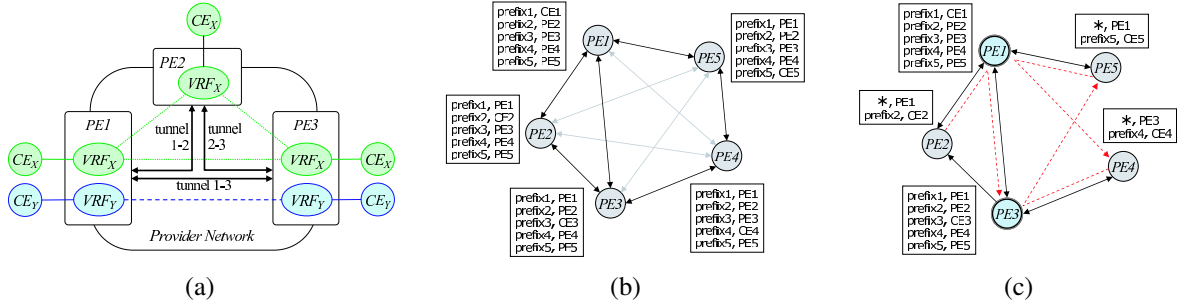 CE_X
PE2
VRF_X
PE1
tunnel
1-2
tunnel
2-3
PE3
CE_X
VRF_X
VRF_X
CE_X
tunnel 1-3
CE_Y
VRF_Y
VRF_Y
CE_Y
Provider Network
(a)
prefix1, CE1
prefix2, PE2
prefix3, PE3
prefix4, PE4
prefix5, PE5
PE1
prefix1, PE1
prefix2, PE2
prefix3, PE3
prefix4, PE4
prefix5, CE5
PE5
prefix1, PE1
prefix2, CE2
prefix3, PE3
prefix4, PE4
prefix5, PE5
PE2
PE4
PE3
prefix1, PE1
prefix2, PE2
prefix3, CE3
prefix4, PE4
prefix5, PE5
prefix1, PE1
prefix2, PE2
prefix3, PE3
prefix4, CE4
prefix5, PE5
(b)
prefix1, CE1
prefix2, PE2
prefix3, PE3
prefix4, PE4
prefix5, PE5
PE1
*, PE1
prefix5, CE5
PE5
*, PE1
prefix2, CE2
PE2
*, PE3
prefix4, CE4
PE4
prefix1, PE1
prefix2, PE2
prefix3, CE3
prefix4, PE4
prefix5, PE5
PE3
(c)